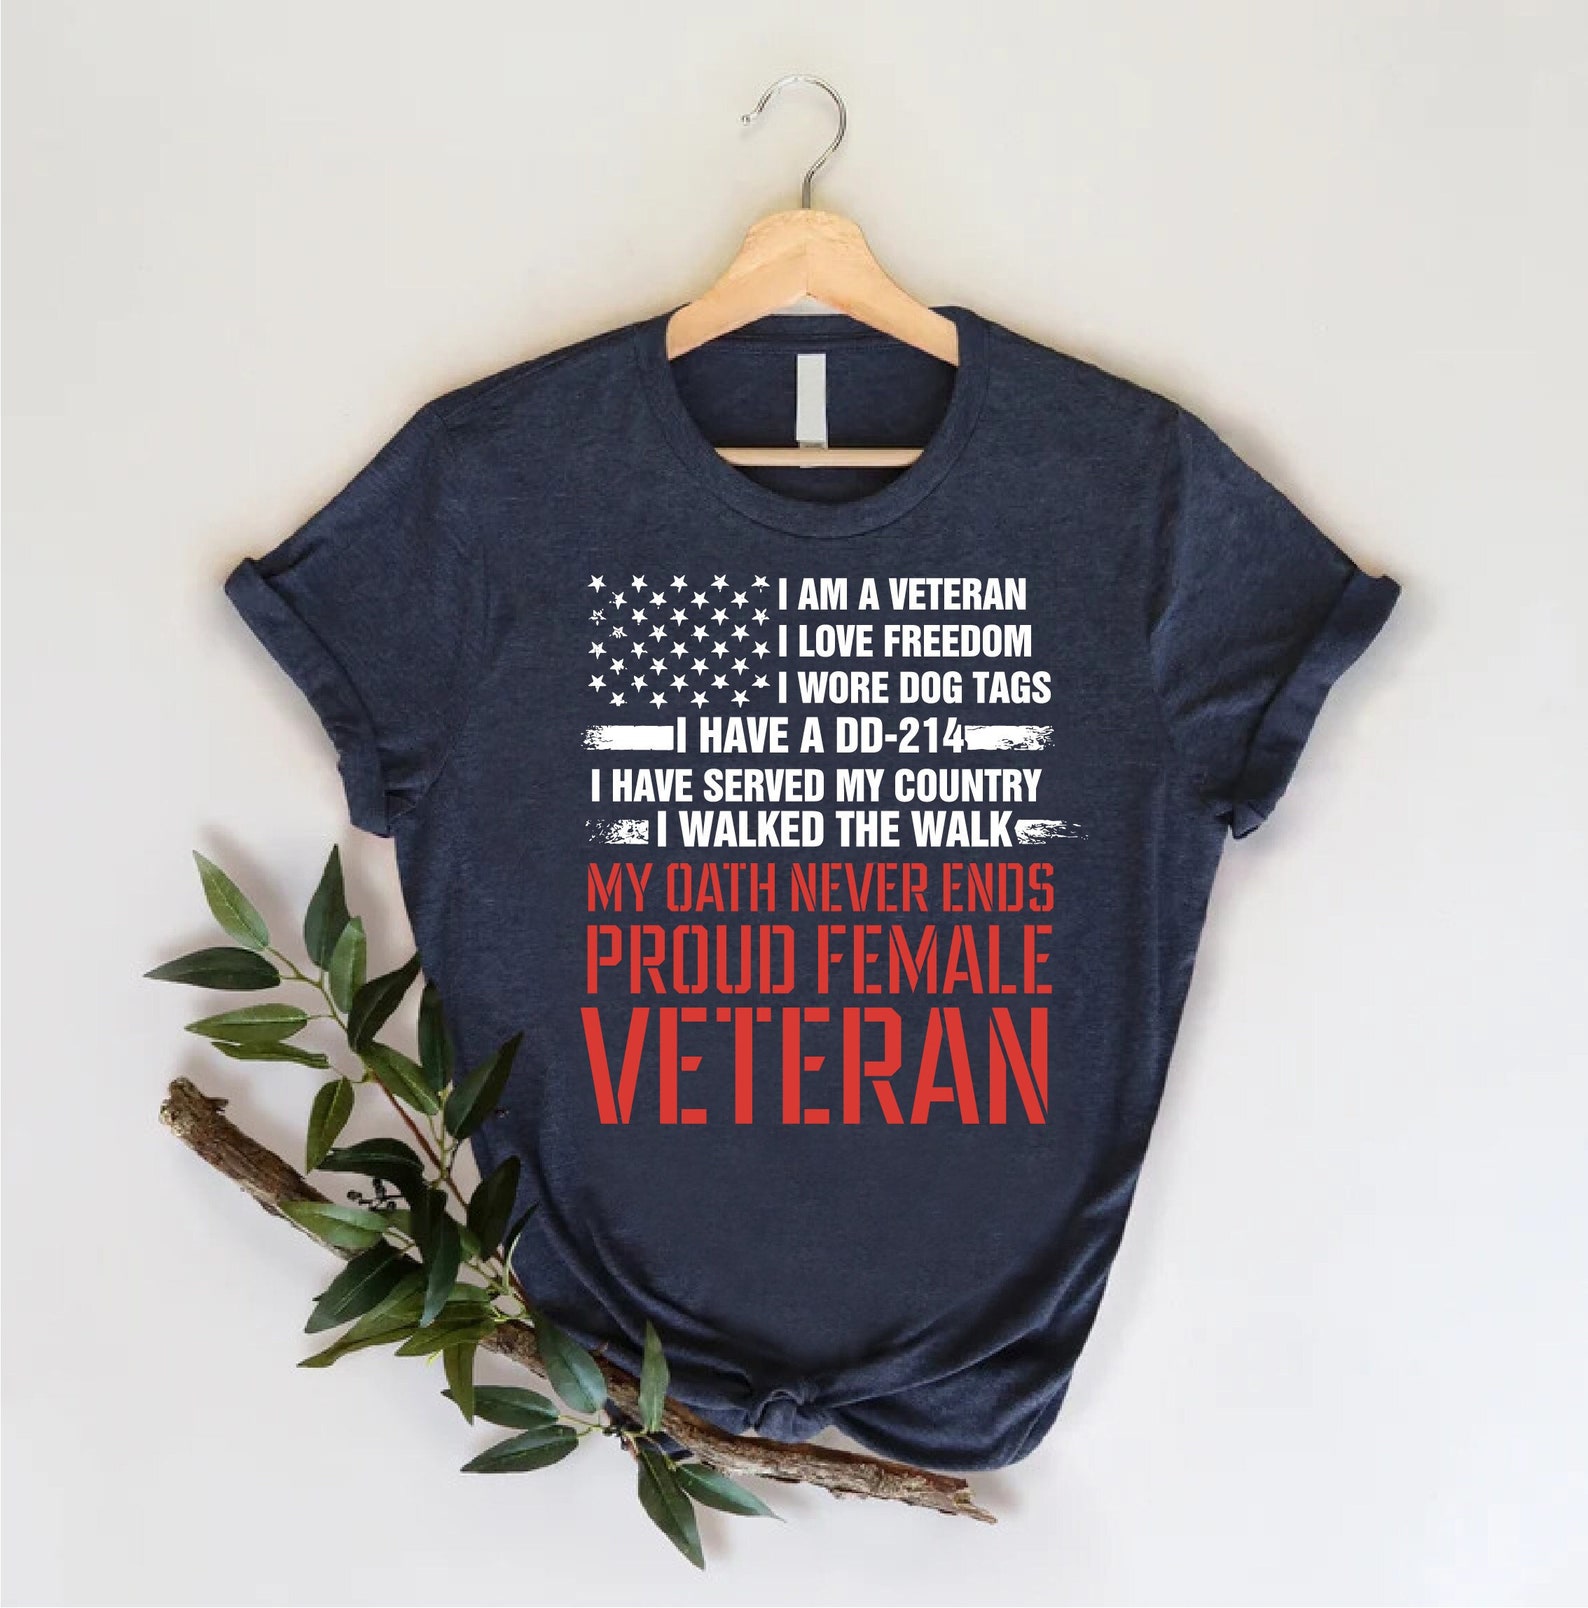 I AM A VETERAN
I LOVE FREEDOM
I WORE DOG TAGS
I HAVE A DD-214
I HAVE SERVED MY COUNTRY
I WALKED THE WALK
MY OATH NEVER ENDS
PROUD FEMALE
VETERAN